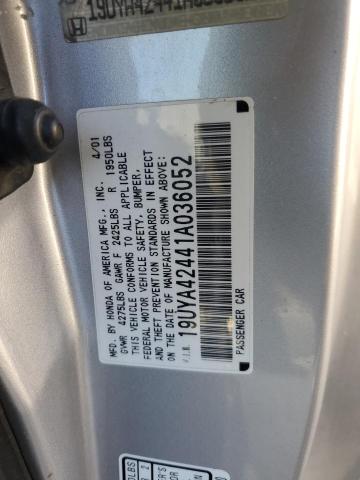 MFD. BY HONDA OF AMERICA MFG., INC. 4/01
GVWR 4275LBS GAWR F 2425LBS R 1950LBS
THIS VEHICLE CONFORMS TO ALL APPLICABLE
FEDERAL MOTOR VEHICLE SAFETY, BUMPER,
AND THEFT PREVENTION STANDARDS IN EFFECT
ON THE DATE OF MANUFACTURE SHOWN ABOVE:
V.I.N. 19UYA42441A036052
PASSENGER CAR